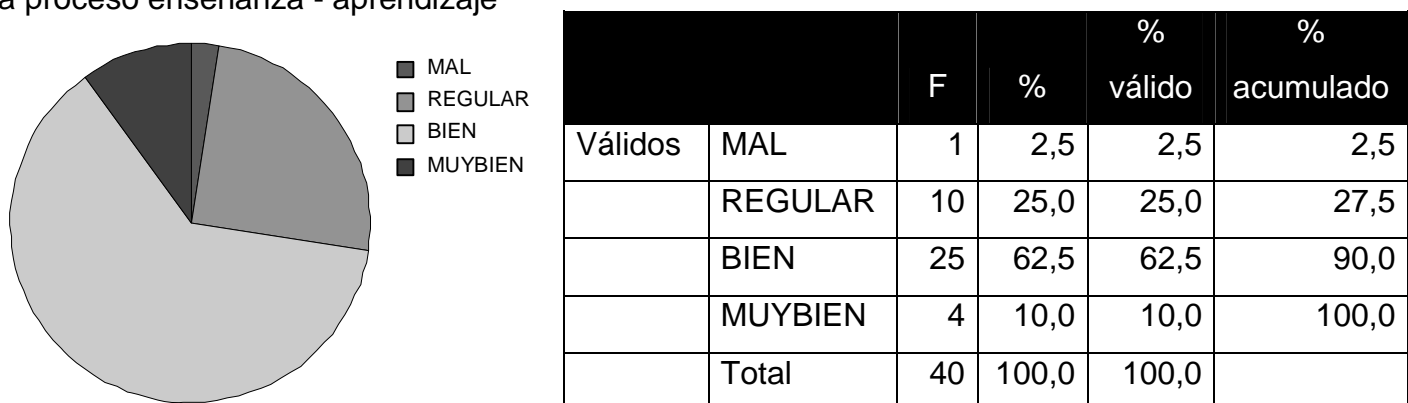 a proceso enseñanza - aprendizaje
MAL
REGULAR
BIEN
MUYBIEN
F % % válido % acumulado
Válidos MAL 1 2,5 2,5 2,5
REGULAR 10 25,0 25,0 27,5
BIEN 25 62,5 62,5 90,0
MUYBIEN 4 10,0 10,0 100,0
Total 40 100,0 100,0